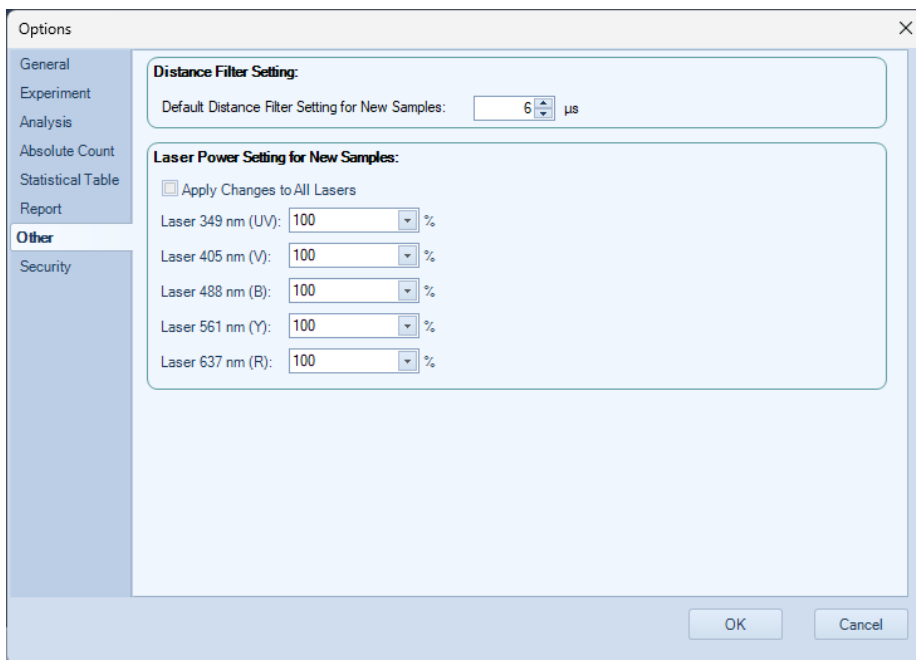 Options
General
Experiment
Analysis
Absolute Count
Statistical Table
Report
Other
Security
Distance Filter Setting:
Default Distance Filter Setting for New Samples: 6 µs
Laser Power Setting for New Samples:
Apply Changes to All Lasers
Laser 349 nm (UV): 100 %
Laser 405 nm (V): 100 %
Laser 488 nm (B): 100 %
Laser 561 nm (Y): 100 %
Laser 637 nm (R): 100 %
OK Cancel